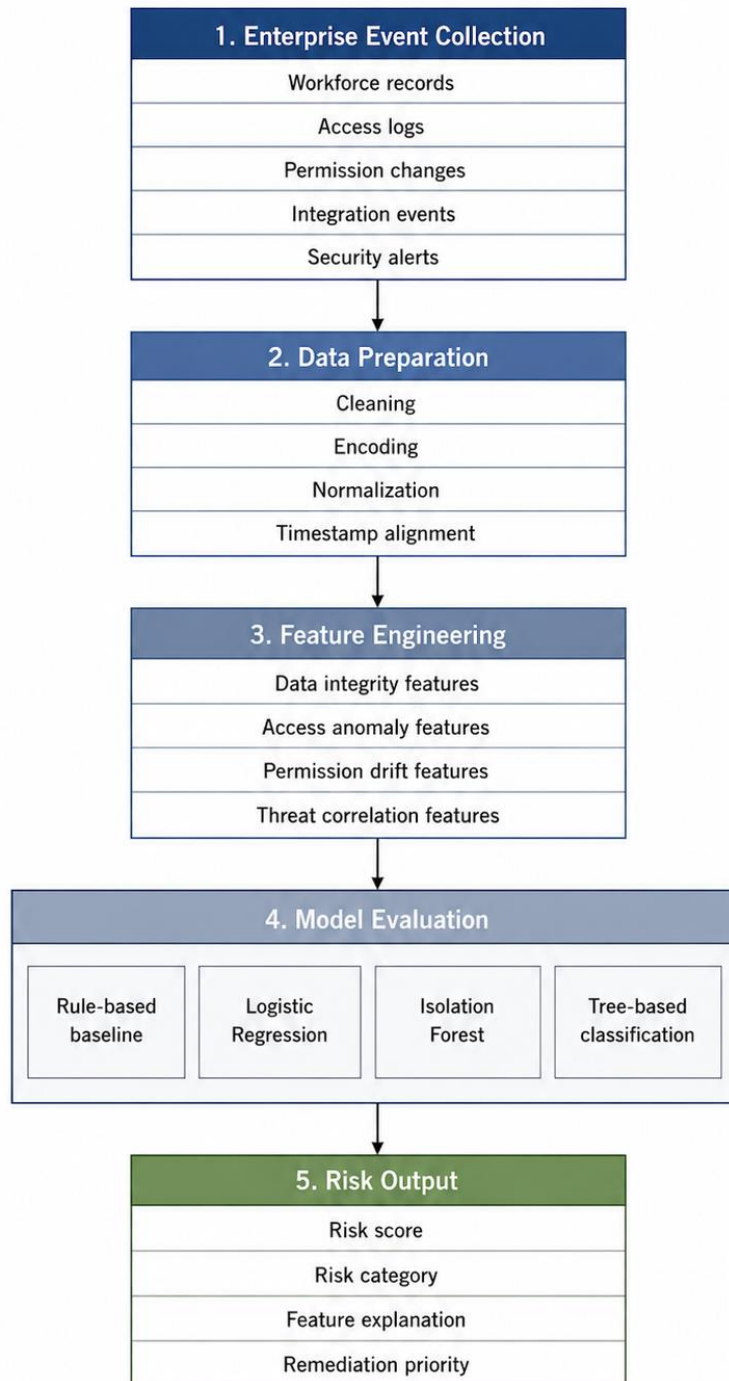 1. Enterprise Event Collection
Workforce records
Access logs
Permission changes
Integration events
Security alerts
2. Data Preparation
Cleaning
Encoding
Normalization
Timestamp alignment
3. Feature Engineering
Data integrity features
Access anomaly features
Permission drift features
Threat correlation features
4. Model Evaluation
Rule-based
baseline
Logistic
Regression
Isolation
Forest
Tree-based
classification
5. Risk Output
Risk score
Risk category
Feature explanation
Remediation priority